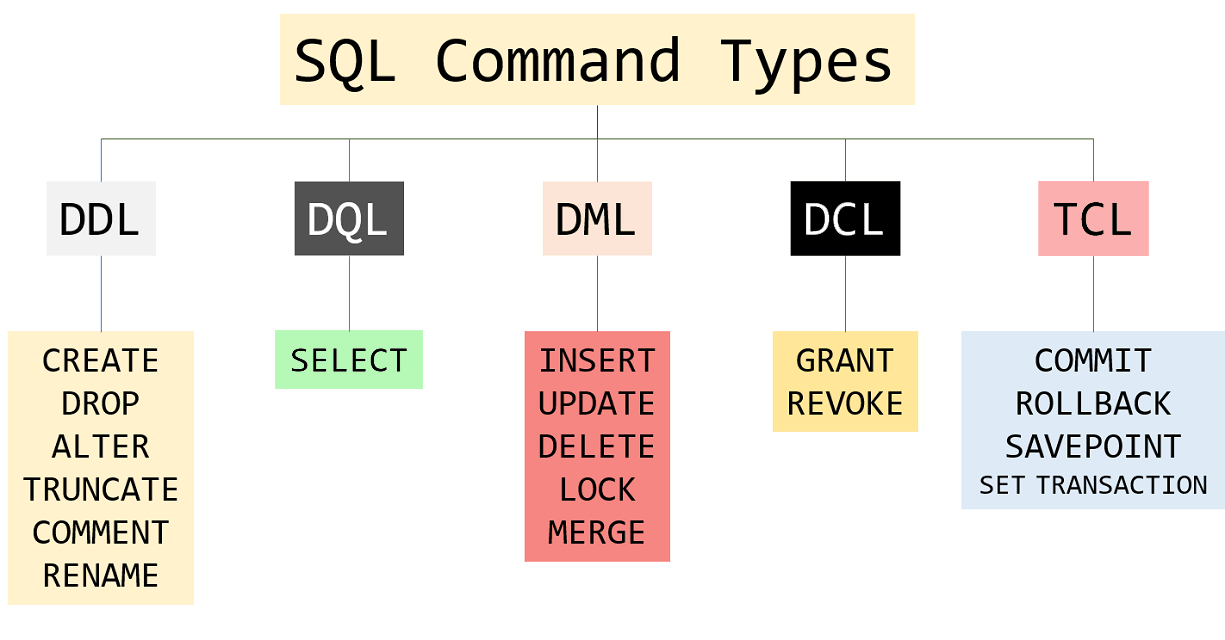 SQL Command Types
DDL
DQL
DML
DCL
TCL
CREATE
DROP
ALTER
TRUNCATE
COMMENT
RENAME
SELECT
INSERT
UPDATE
DELETE
LOCK
MERGE
GRANT
REVOKE
COMMIT
ROLLBACK
SAVEPOINT
SET TRANSACTION